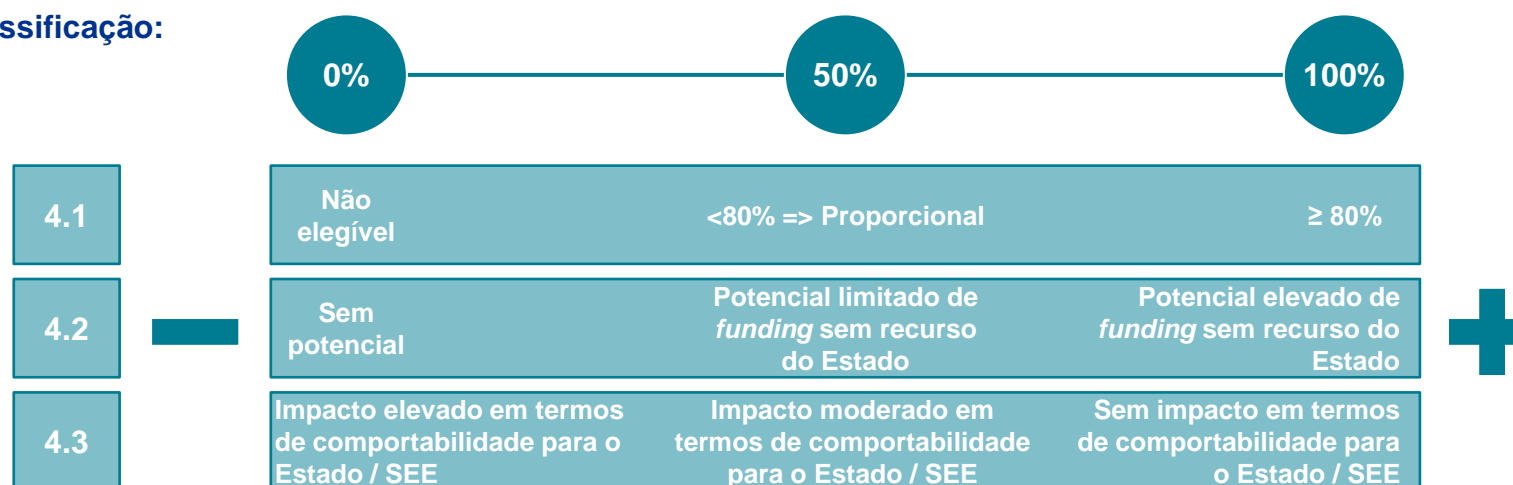 ssificação:
0%
50%
100%
4.1
Não
elegível
<80% => Proporcional
≥ 80%
4.2
Sem
potencial
Potencial limitado de
funding sem recurso
do Estado
Potencial elevado de
funding sem recurso do
Estado
4.3
Impacto elevado em termos
de comportabilidade para o
Estado / SEE
Impacto moderado em
termos de comportabilidade
para o Estado / SEE
Sem impacto em termos
de comportabilidade para
o Estado / SEE